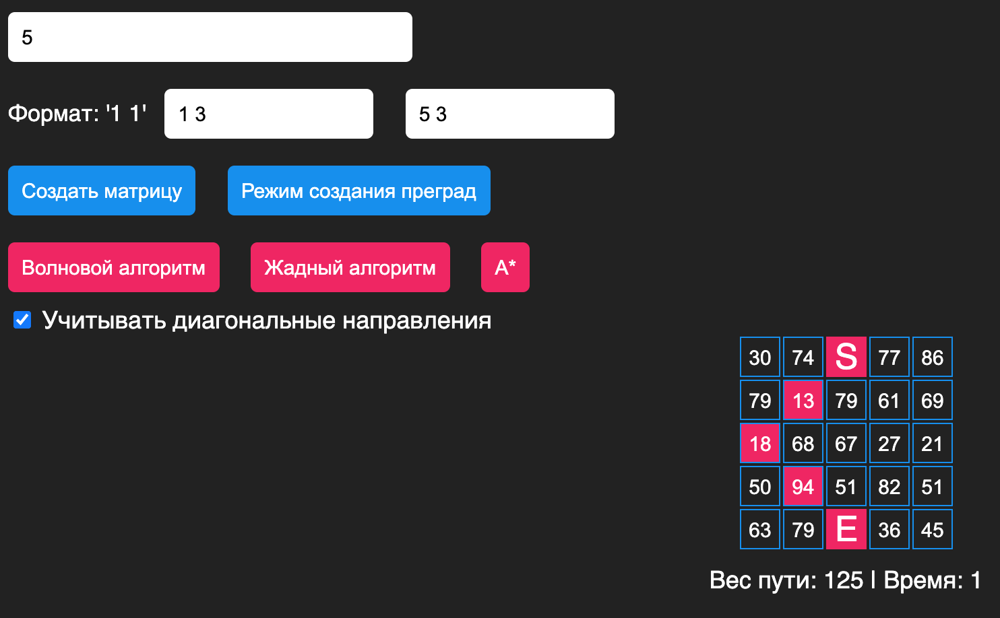 5
Формат: '1 1' 1 3 5 3
Создать матрицу Режим создания преград
Волновой алгоритм Жадный алгоритм A*
Учитывать диагональные направления
30 74 S 77 86
79 13 79 61 69
18 68 67 27 21
50 94 51 82 51
63 79 E 36 45
Вес пути: 125 | Время: 1